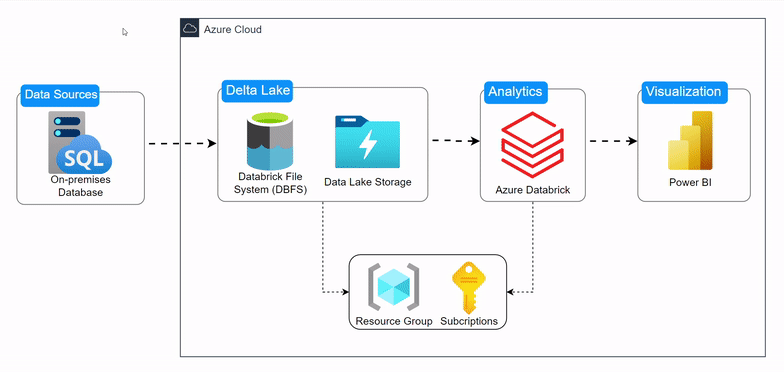 Azure Cloud
Data Sources
SQL
On-premises
Database
Delta Lake
Databrick File
System (DBFS)
Data Lake Storage
Analytics
Azure Databrick
Visualization
Power BI
Resource Group
Subcriptions